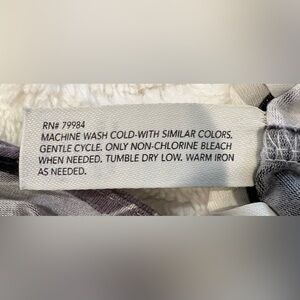 RN# 79984
MACHINE WASH COLD-WITH SIMILAR COLORS,
GENTLE CYCLE. ONLY NON-CHLORINE BLEACH
WHEN NEEDED. TUMBLE DRY LOW. WARM IRON
AS NEEDED.